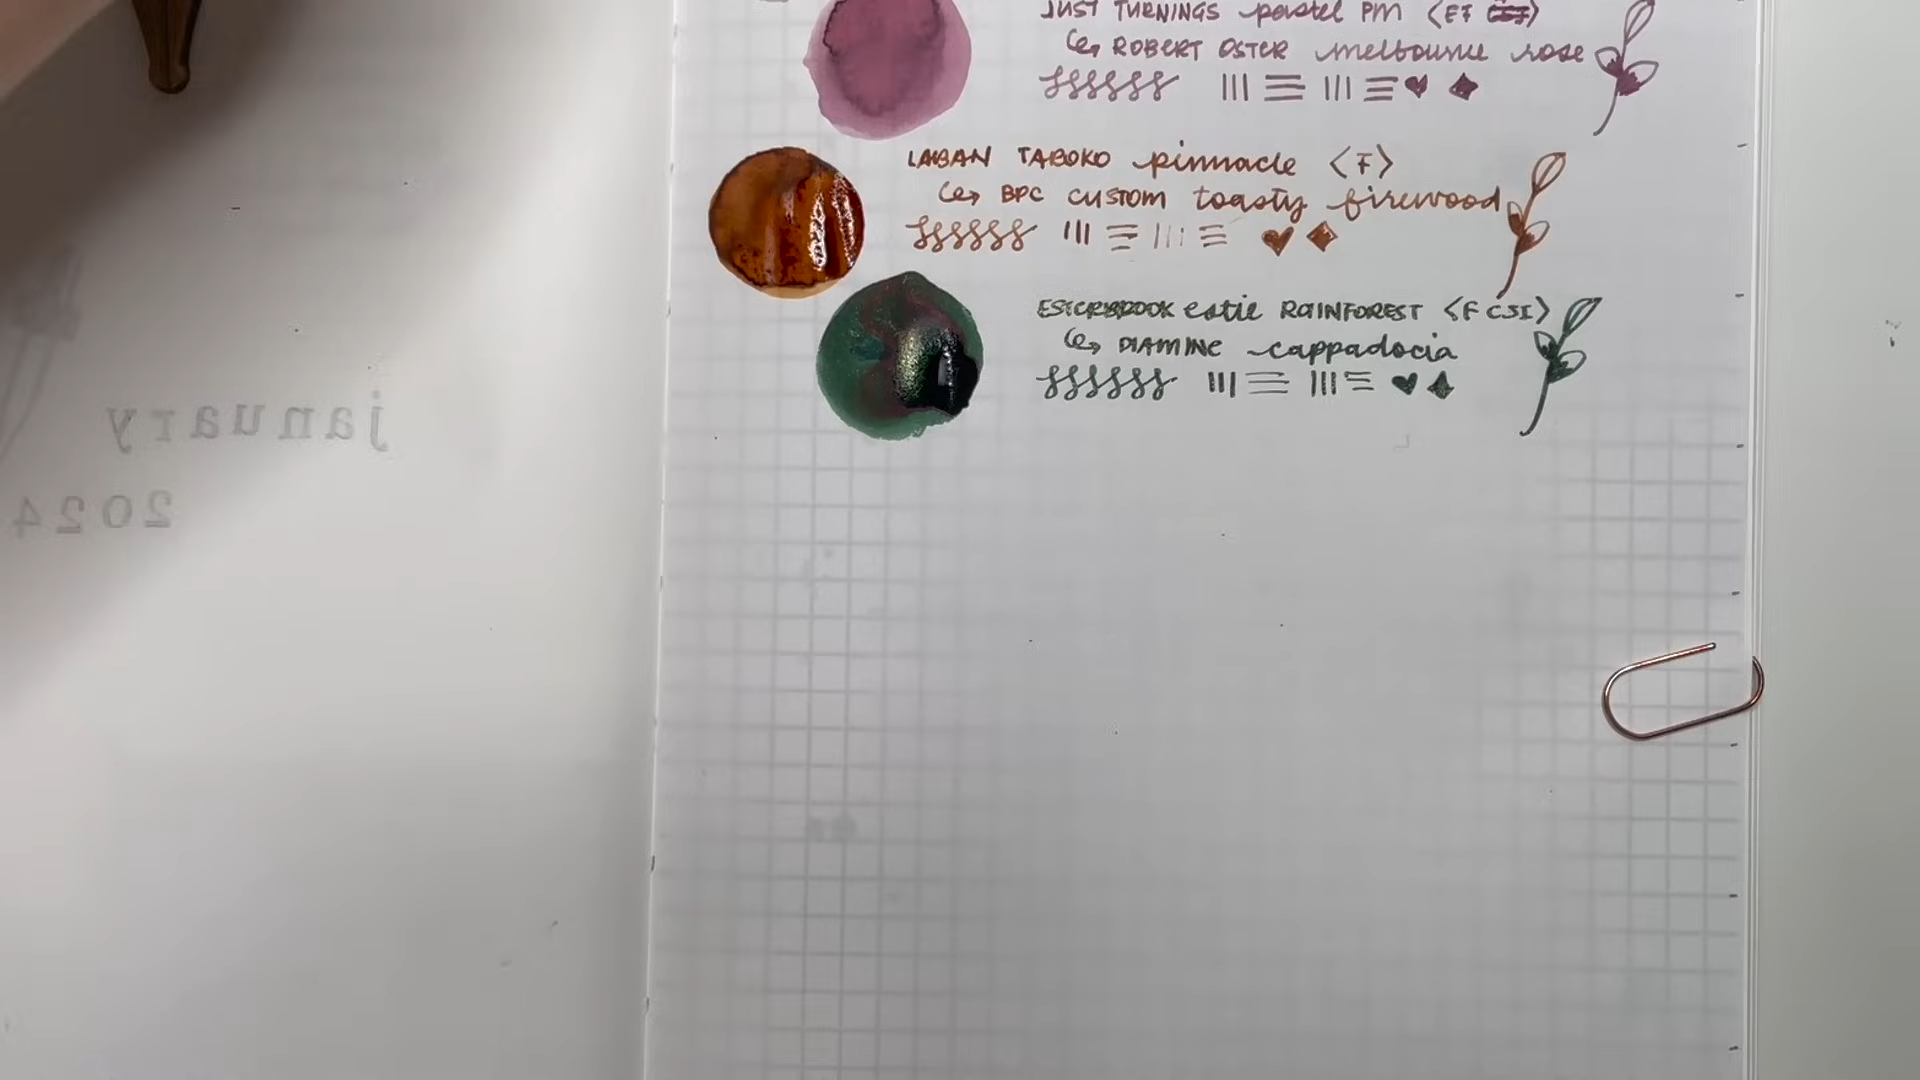 JUST TURNINGS pastel PM <EF
ROBERT OSTER melbourne rose
LABAN TABOKO pinnacle <F>
BPC CUSTOM toasty firewood
ESTERBROOK estie RAINFOREST <F CSI>
DIAMINE cappadocia
january
2024